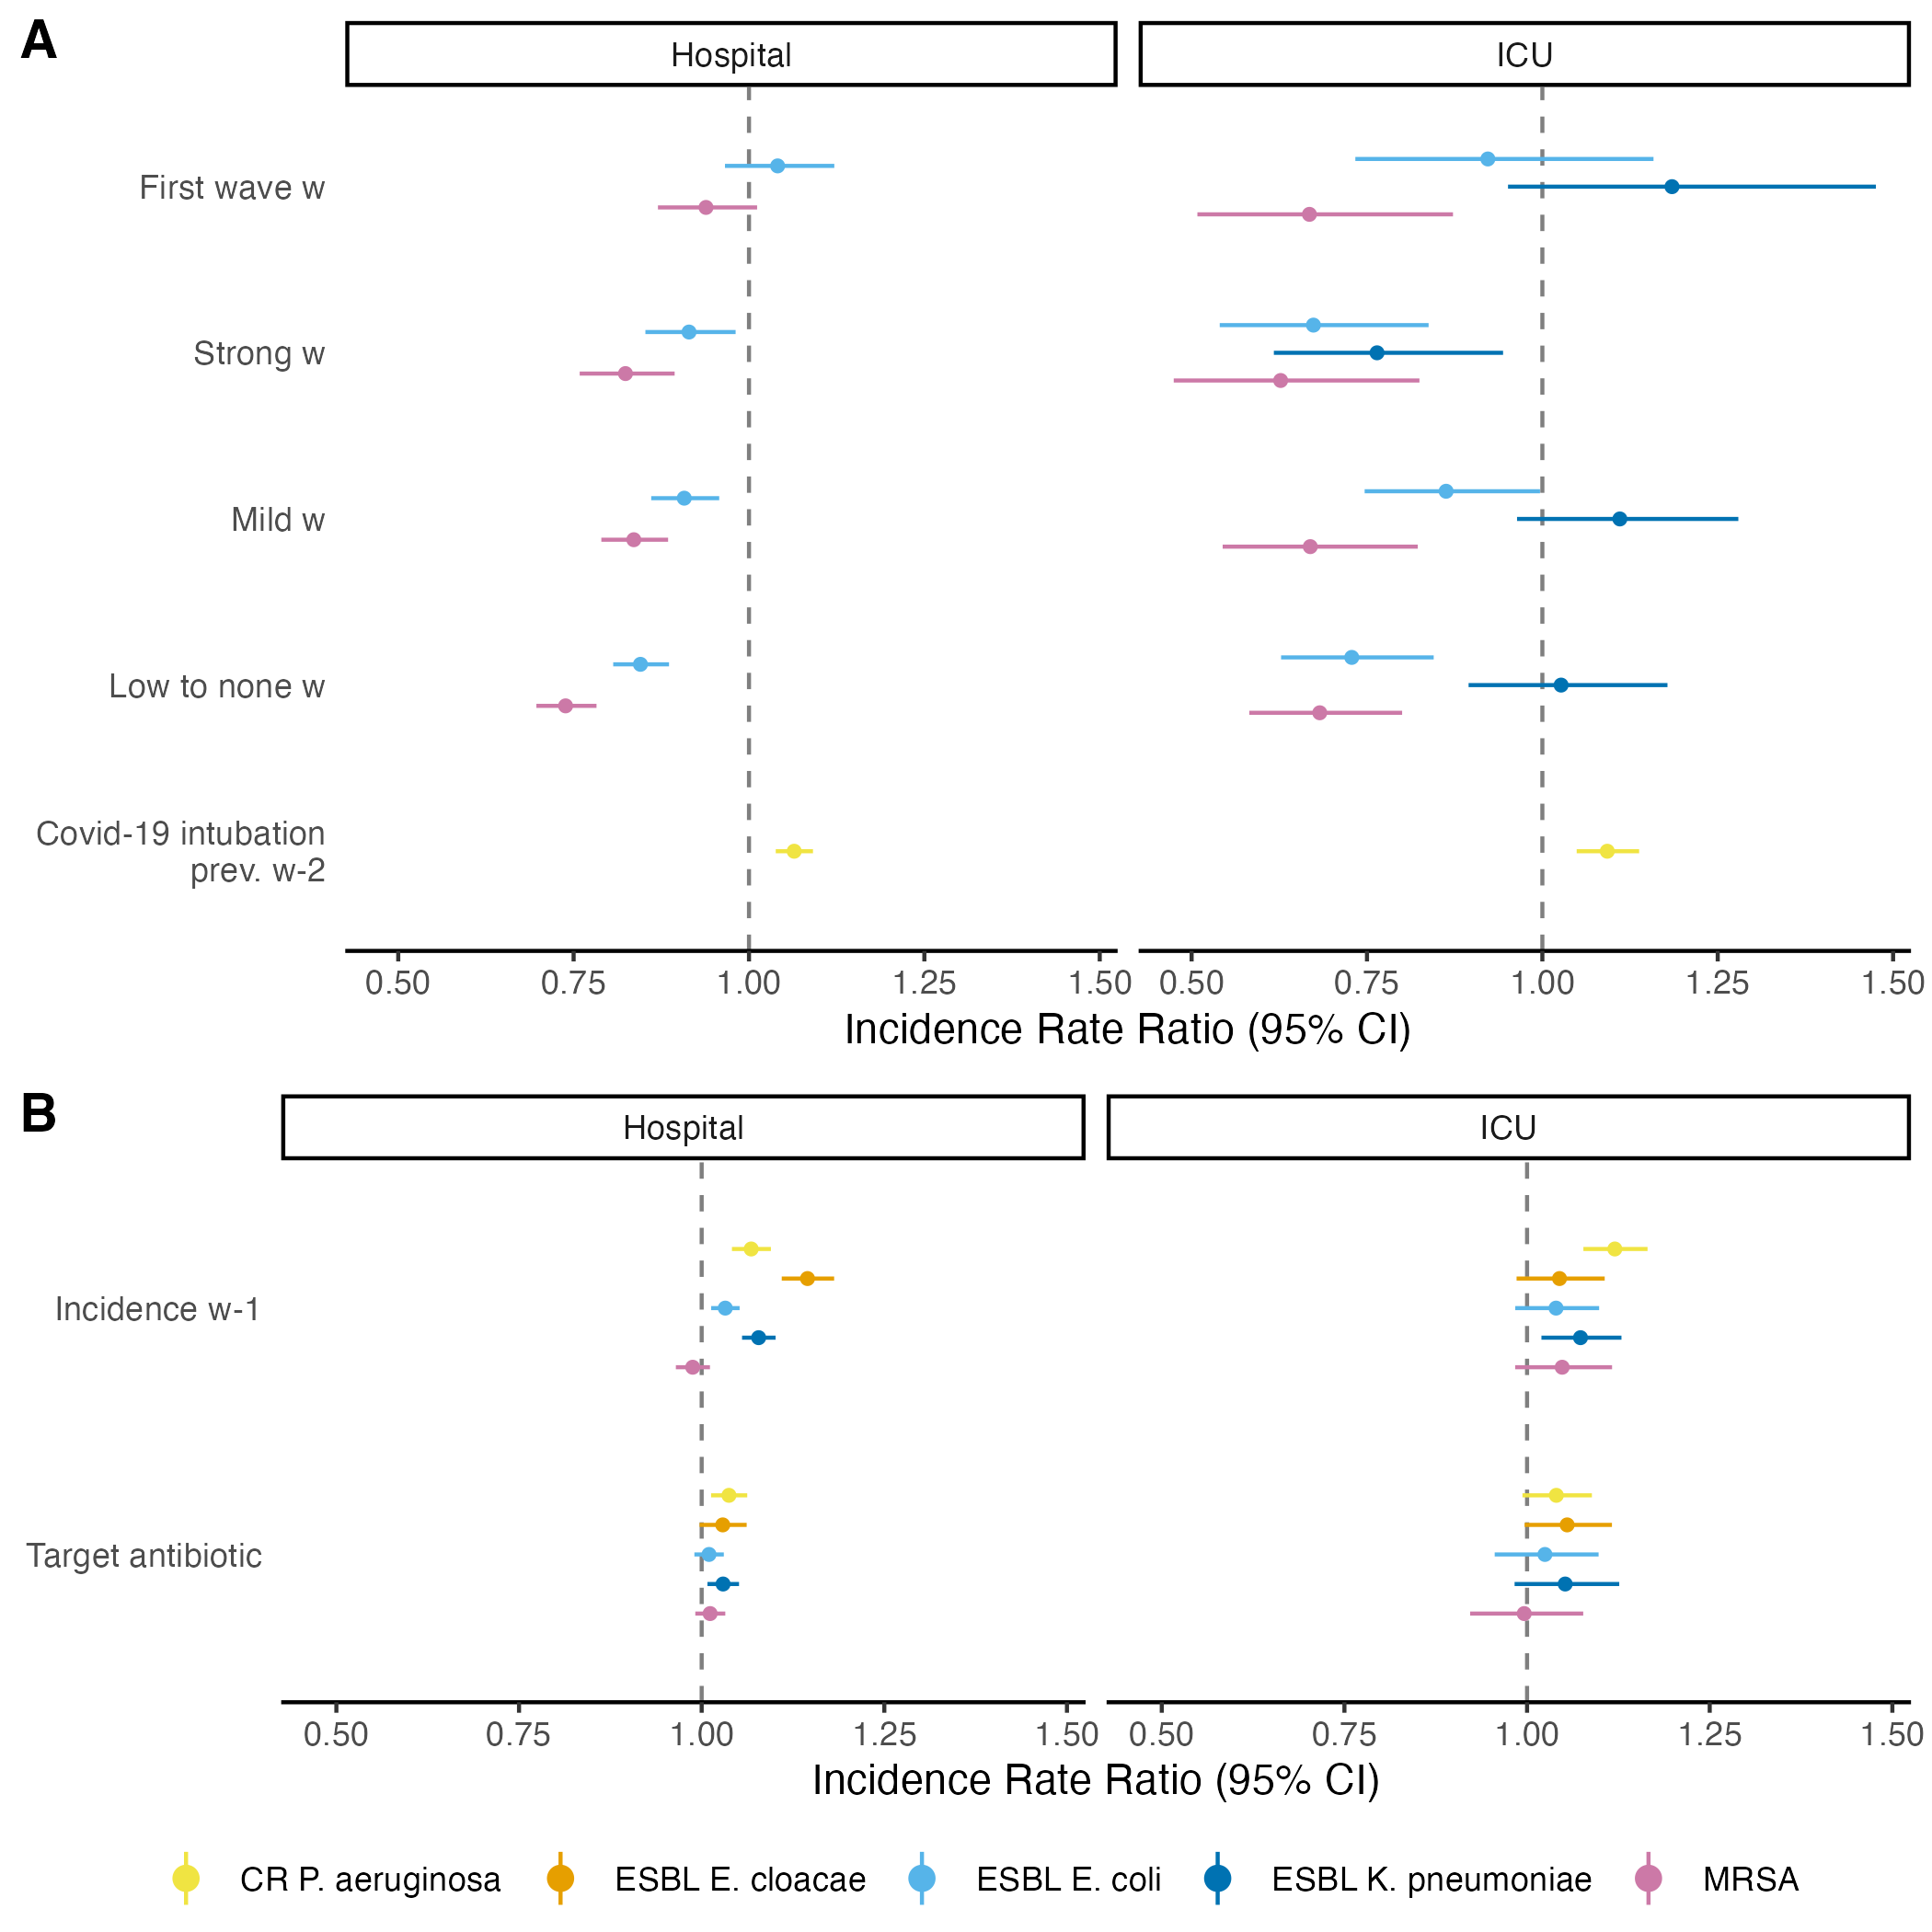 A
Hospital ICU
First wave w
Strong w
Mild w
Low to none w
Covid-19 intubation
prev. w-2
0.50 0.75 1.00 1.25 1.50 0.50 0.75 1.00 1.25 1.50
Incidence Rate Ratio (95% CI)
B
Hospital ICU
Incidence w-1
Target antibiotic
0.50 0.75 1.00 1.25 1.50 0.50 0.75 1.00 1.25 1.50
Incidence Rate Ratio (95% CI)
CR P. aeruginosa ESBL E. cloacae ESBL E. coli ESBL K. pneumoniae MRSA